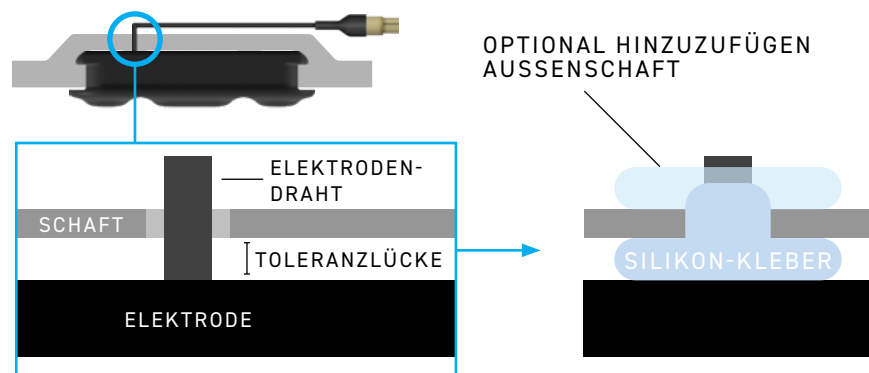 OPTIONAL HINZUZUFÜGEN
AUSSENSCHAFT
ELEKTRODEN-
DRAHT
SCHAFT
TOLERANZLÜCKE
ELEKTRODE
SILIKON-KLEBER